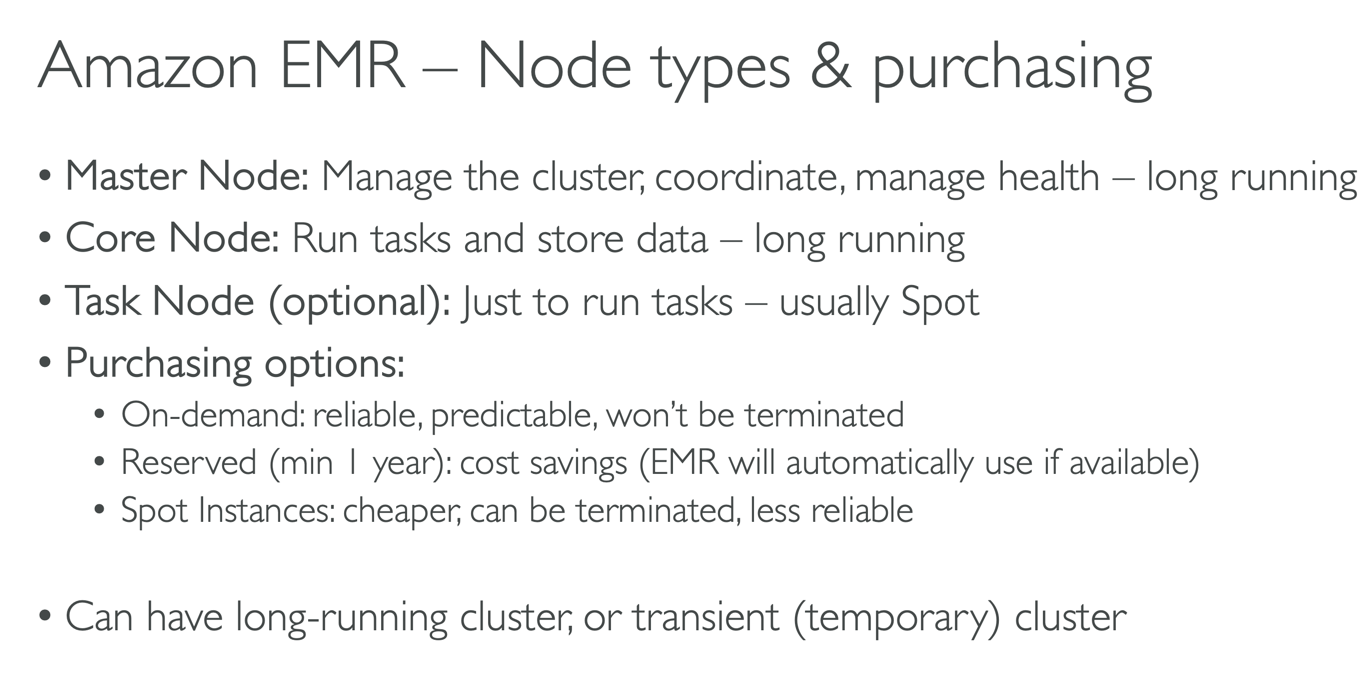 Amazon EMR – Node types & purchasing
• Master Node: Manage the cluster, coordinate, manage health – long running
• Core Node: Run tasks and store data – long running
• Task Node (optional): Just to run tasks – usually Spot
• Purchasing options:
• On-demand: reliable, predictable, won’t be terminated
• Reserved (min 1 year): cost savings (EMR will automatically use if available)
• Spot Instances: cheaper, can be terminated, less reliable
• Can have long-running cluster, or transient (temporary) cluster